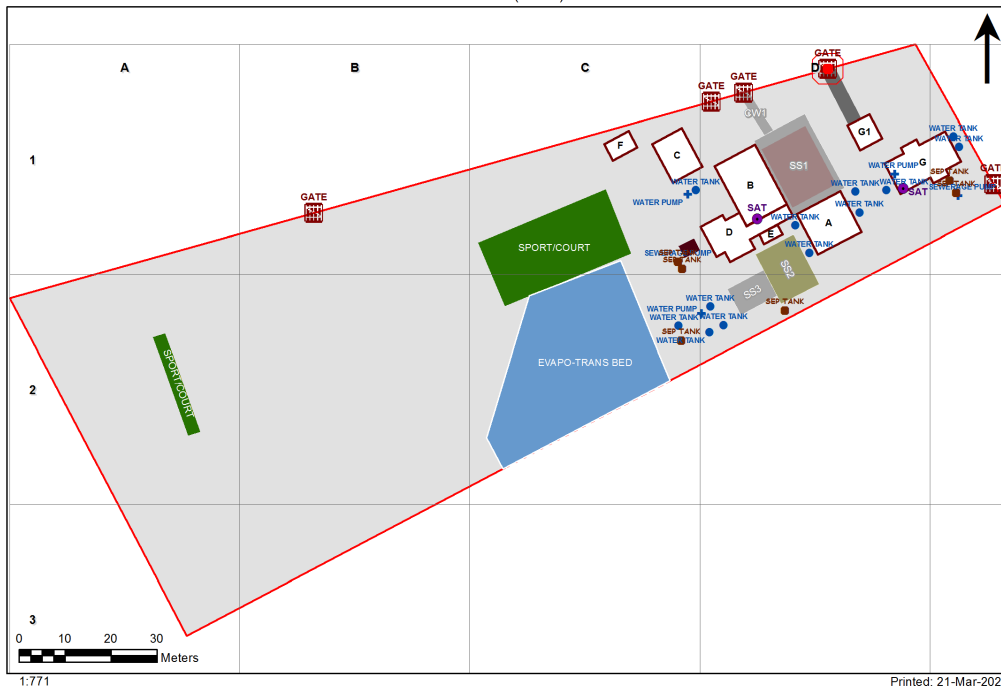 A
B
C
D
GATE
GATE
GATE
GATE
1
F
C
CW1
G1
WATER TANK
WATER TANK
SS1
G
WATER PUMP
B
WATER TANK
WATER PUMP
WATER TANK
WATER TANK
SEP TANK
SEWERAGE PUMP
SAT
SAT
WATER TANK
A
D
E
SPORT/COURT
SEP TANK
WATER TANK
SS2
SS3
WATER TANK
SEP TANK
WATER PUMP
WATER TANK
WATER TANK
SEP TANK
WATER TANK
SPORT/COURT
EVAPO-TRANS BED
2
3
0 10 20 30
Meters
1:771
Printed: 21-Mar-202